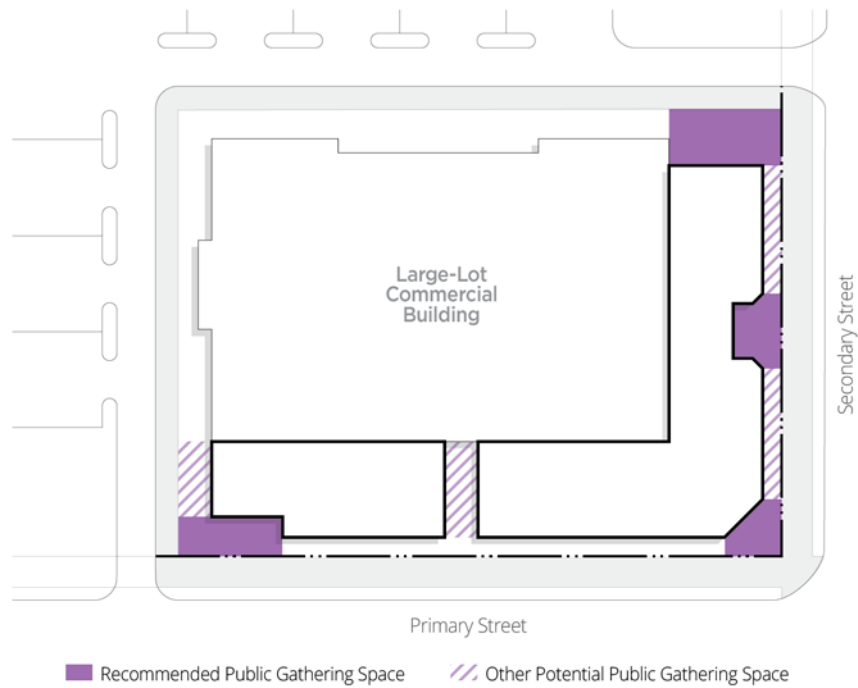 Large-Lot
Commercial
Building
Secondary Street
Primary Street
Recommended Public Gathering Space
Other Potential Public Gathering Space